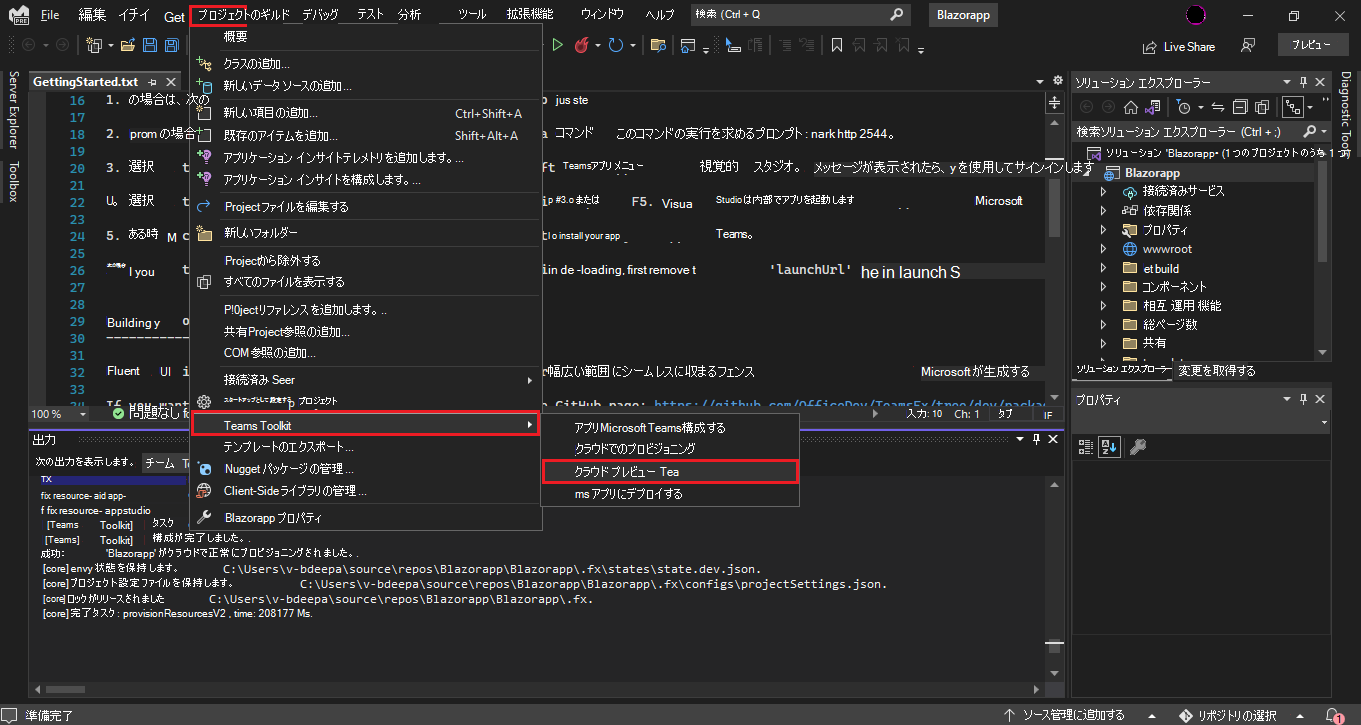 File 編集 イチイ Get プロジェクトのギルド デバッグ テスト 分析 ツール 拡張機能 ウィンドウ ヘルプ 検索 (Ctrl + Q Blazorapp
PRE
Live Share プレビュー
概要
クラスの追加...
新しいデータ ソースの追加...
新しい項目の追加... Ctrl+Shift+A
既存のアイテムを追加... Shift+Alt+A
アプリケーション インサイトテレメトリを追加します。...
アプリケーション インサイトを構成します。...
Projectファイルを編集する
新しいフォルダー
Projectから除外する
すべてのファイルを表示する
P!0jectリファレンスを追加します。..
共有Project参照の追加...
COM 参照の追加...
接続済み Seer
スタートアップとして設定する p プロジェクト
Teams Toolkit
テンプレートのエクスポート...
Nugget パッケージの管理...
Client-Side ライブラリの管理...
Blazorapp プロパティ
アプリMicrosoft Teams構成する
クラウドでのプロビジョニング
クラウド プレビュー Tea
ms アプリにデプロイする
Server Explorer
Toolbox
GettingStarted.txt
16 1. の場合は、次の jus ste
17
18 2. prom の場合 a コマンド このコマンドの実行を求めるプロンプト: nark http 2544。
19
20 3. 選択 t ft Teamsアプリメニュー 視覚的 スタジオ。 メッセージが表示されたら、y を使用してサインインします
21
22 U。 選択 t ip #3.o または F5. Visua Studio は内部でアプリを起動します Microsoft
23
24 5. ある時 M c t l o install your app Teams。
25
26 I you t iin de -loading, first remove t 'launchUrl' he in launch S
27
28
29 Building y o
30 ------------
31
32 Fluent UI i 幅広い範囲にシームレスに収まるフェンス Microsoftが生成する
33
34 If you want GitHub page: https://github.com/OfficeDev/TeamsFx/tree/dev/packa
100 % 問題なし fo 入力: 10 Ch: 1 タブ IF
出力
次の出力を表示します。 チーム To
TX
fix resource- aid app-
f fix resource- appstudio
[Teams Toolkit] タスク
[Teams] Toolkit] 構成が完了しました。.
成功: 'Blazorapp' がクラウドで正常にプロビジョニングされました。.
[core] envy 状態を保持します。 C:\Users\v-bdeepa\source\repos\Blazorapp\Blazorapp\.fx\states\state.dev.json.
[core] プロジェクト設定ファイルを保持します。 C:\Users\v-bdeepa\source\repos\Blazorapp\Blazorapp\.fx\configs\projectSettings.json.
[core] ロックがリリースされました C:\Users\v-bdeepa\source\repos\Blazorapp\Blazorapp\.fx.
[core] 完了タスク: provisionResourcesV2 , time: 208177 Ms.
ソリューション エクスプローラー
検索ソリューション エクスプローラー (Ctrl + ;)
ソリューション 'Blazorapp' (1 つのプロジェクトのうち 1 つ
Blazorapp
接続済みサービス
依存関係
プロパティ
wwwroot
et build
コンポーネント
相互 運用 機能
総ページ数
共有
ソリューション エクスプローラー 変更を取得する
プロパティ
Diagnostic Tools
準備完了 ソース管理に追加する リポジトリの選択 1